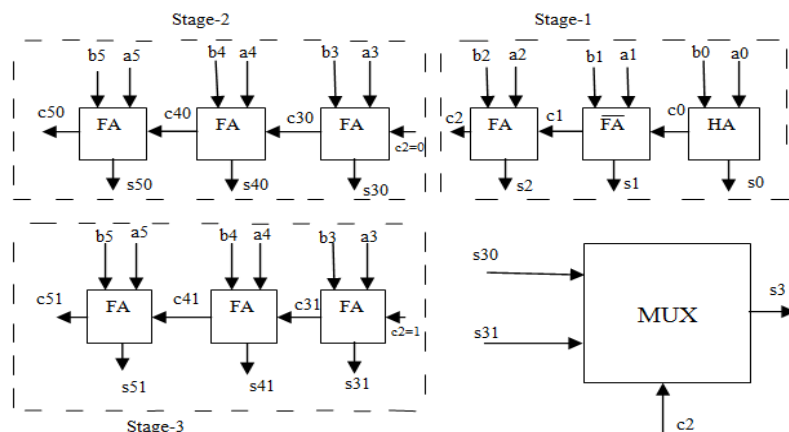 Stage-2
b5 a5 b4 a4 b3 a3
c50 FA c40 FA c30 FA c2=0
s50 s40 s30
Stage-1
b2 a2 b1 a1 b0 a0
c2 FA c1 F̅A̅ c0 HA
s2 s1 s0
b5 a5 b4 a4 b3 a3
c51 FA c41 FA c31 FA c2=1
s51 s41 s31
Stage-3
s30
s31
MUX
s3
c2